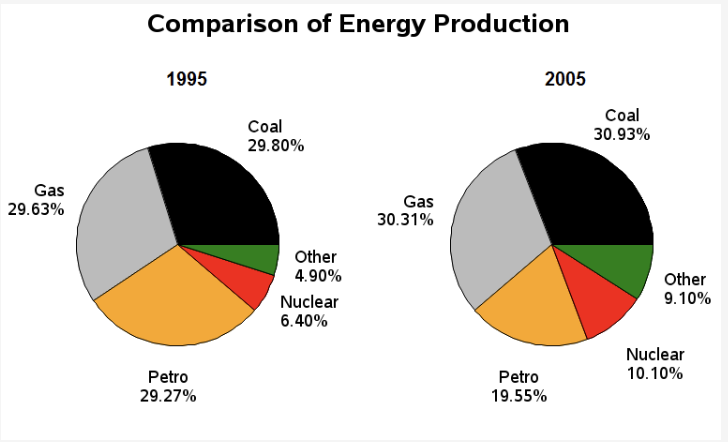 Comparison of Energy Production
1995
Coal
29.80%
Gas
29.63%
Other
4.90%
Nuclear
6.40%
Petro
29.27%
2005
Coal
30.93%
Gas
30.31%
Other
9.10%
Nuclear
10.10%
Petro
19.55%